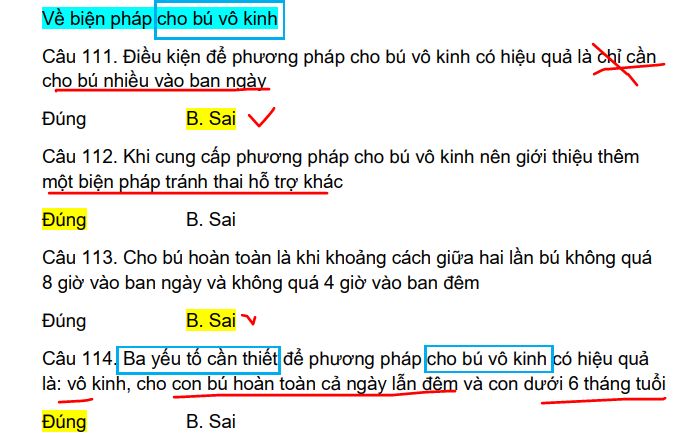 Về biện pháp cho bú vô kinh
Câu 111. Điều kiện để phương pháp cho bú vô kinh có hiệu quả là chỉ cần
cho bú nhiều vào ban ngày
Đúng B. Sai
Câu 112. Khi cung cấp phương pháp cho bú vô kinh nên giới thiệu thêm
một biện pháp tránh thai hỗ trợ khác
Đúng B. Sai
Câu 113. Cho bú hoàn toàn là khi khoảng cách giữa hai lần bú không quá
8 giờ vào ban ngày và không quá 4 giờ vào ban đêm
Đúng B. Sai
Câu 114. Ba yếu tố cần thiết để phương pháp cho bú vô kinh có hiệu quả
là: vô kinh, cho con bú hoàn toàn cả ngày lẫn đêm và con dưới 6 tháng tuổi
Đúng B. Sai